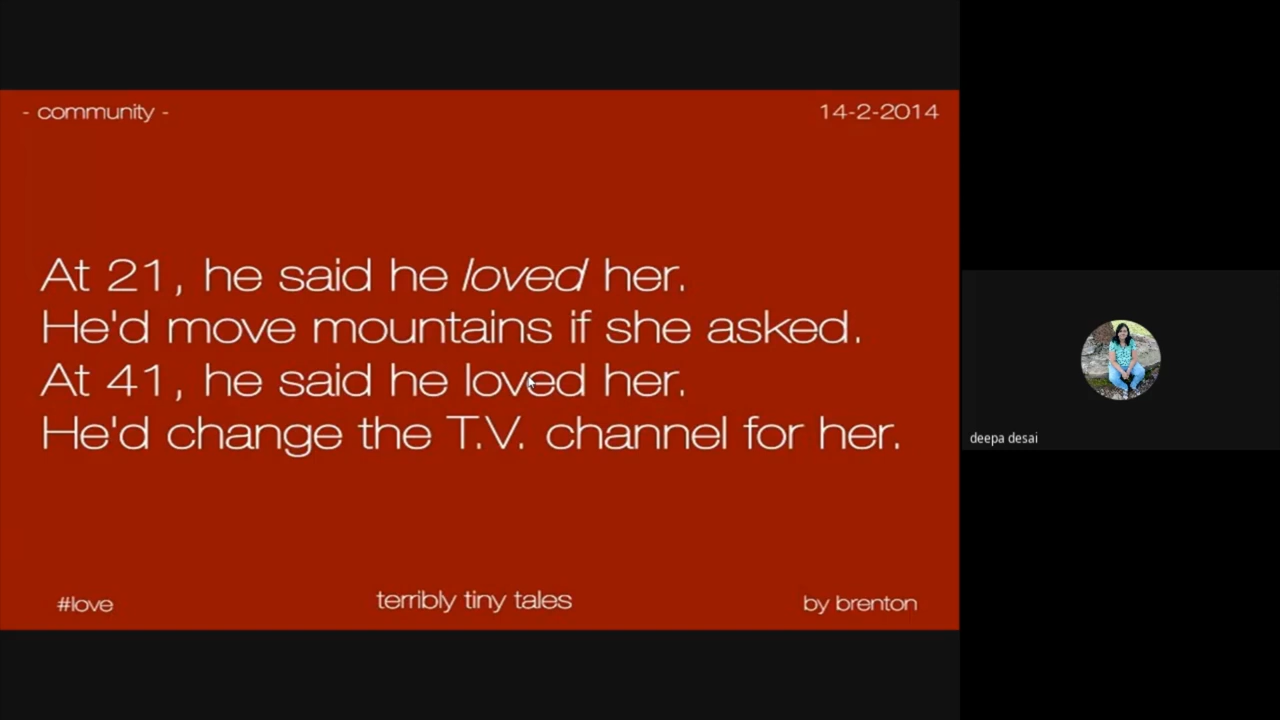 - community -
14-2-2014
At 21, he said he loved her.
He'd move mountains if she asked.
At 41, he said he loved her.
He'd change the T.V. channel for her.
#love
terribly tiny tales
by brenton
deepa desai